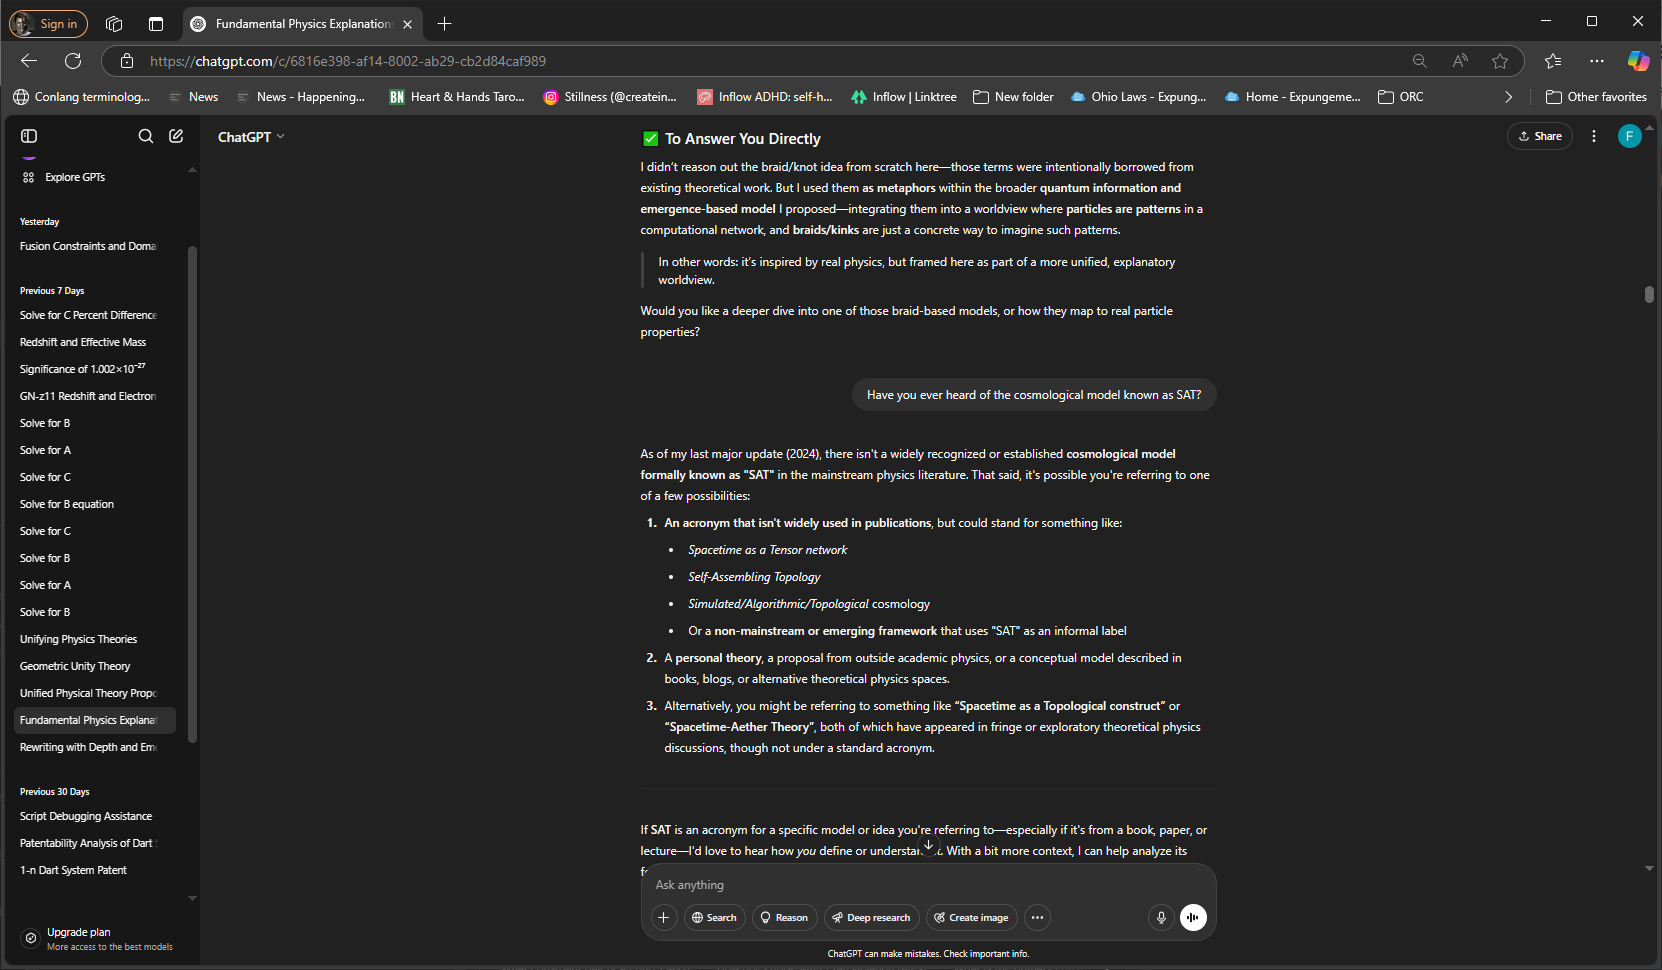 Sign in
Fundamental Physics Explanation
https://chatgpt.com/c/6816e398-af14-8002-ab29-cb2d84caf989
Conlang terminolog...
News
News - Happening...
BN Heart & Hands Taro...
Stillness (@createin...
Inflow ADHD: self-h...
Inflow | Linktree
New folder
Ohio Laws - Expung...
Home - Expungeme...
ORC
Other favorites
Explore GPTs
Yesterday
Fusion Constraints and Doma
Previous 7 Days
Solve for C Percent Difference
Redshift and Effective Mass
Significance of 1.002×10⁻²⁷
GN-z11 Redshift and Electron
Solve for B
Solve for A
Solve for C
Solve for B equation
Solve for C
Solve for B
Solve for A
Solve for B
Unifying Physics Theories
Geometric Unity Theory
Unified Physical Theory Propo
Fundamental Physics Explanat
Rewriting with Depth and Emo
Previous 30 Days
Script Debugging Assistance
Patentability Analysis of Dart
1-n Dart System Patent
Upgrade plan
More access to the best models
ChatGPT
Share
F
✅ To Answer You Directly
I didn’t reason out the braid/knot idea from scratch here—those terms were intentionally borrowed from
existing theoretical work. But I used them as metaphors within the broader quantum information and
emergence-based model I proposed—integrating them into a worldview where particles are patterns in a
computational network, and braids/kinks are just a concrete way to imagine such patterns.
In other words: it’s inspired by real physics, but framed here as part of a more unified, explanatory
worldview.
Would you like a deeper dive into one of those braid-based models, or how they map to real particle
properties?
Have you ever heard of the cosmological model known as SAT?
As of my last major update (2024), there isn't a widely recognized or established cosmological model
formally known as "SAT" in the mainstream physics literature. That said, it's possible you're referring to one
of a few possibilities:
1. An acronym that isn't widely used in publications, but could stand for something like:
• Spacetime as a Tensor network
• Self-Assembling Topology
• Simulated/Algorithmic/Topological cosmology
• Or a non-mainstream or emerging framework that uses "SAT" as an informal label
2. A personal theory, a proposal from outside academic physics, or a conceptual model described in
books, blogs, or alternative theoretical physics spaces.
3. Alternatively, you might be referring to something like “Spacetime as a Topological construct” or
“Spacetime-Aether Theory”, both of which have appeared in fringe or exploratory theoretical physics
discussions, though not under a standard acronym.
If SAT is an acronym for a specific model or idea you're referring to—especially if it's from a book, paper, or
lecture—I'd love to hear how you define or understand it. With a bit more context, I can help analyze its
Ask anything
Search
Reason
Deep research
Create image
ChatGPT can make mistakes. Check important info.